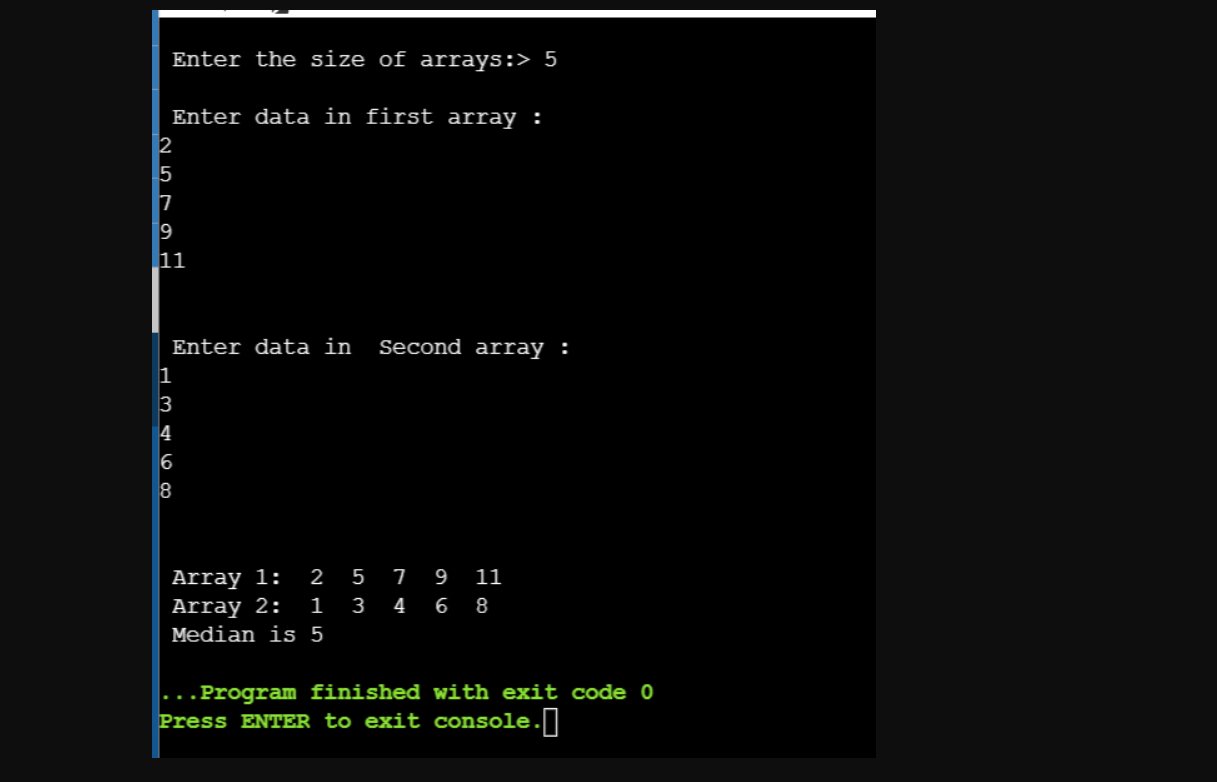 Enter the size of arrays:> 5
Enter data in first array :
2
5
7
9
11
Enter data in  Second array :
1
3
4
6
8
Array 1:  2  5  7  9  11
Array 2:  1  3  4  6  8
Median is 5
...Program finished with exit code 0
Press ENTER to exit console.